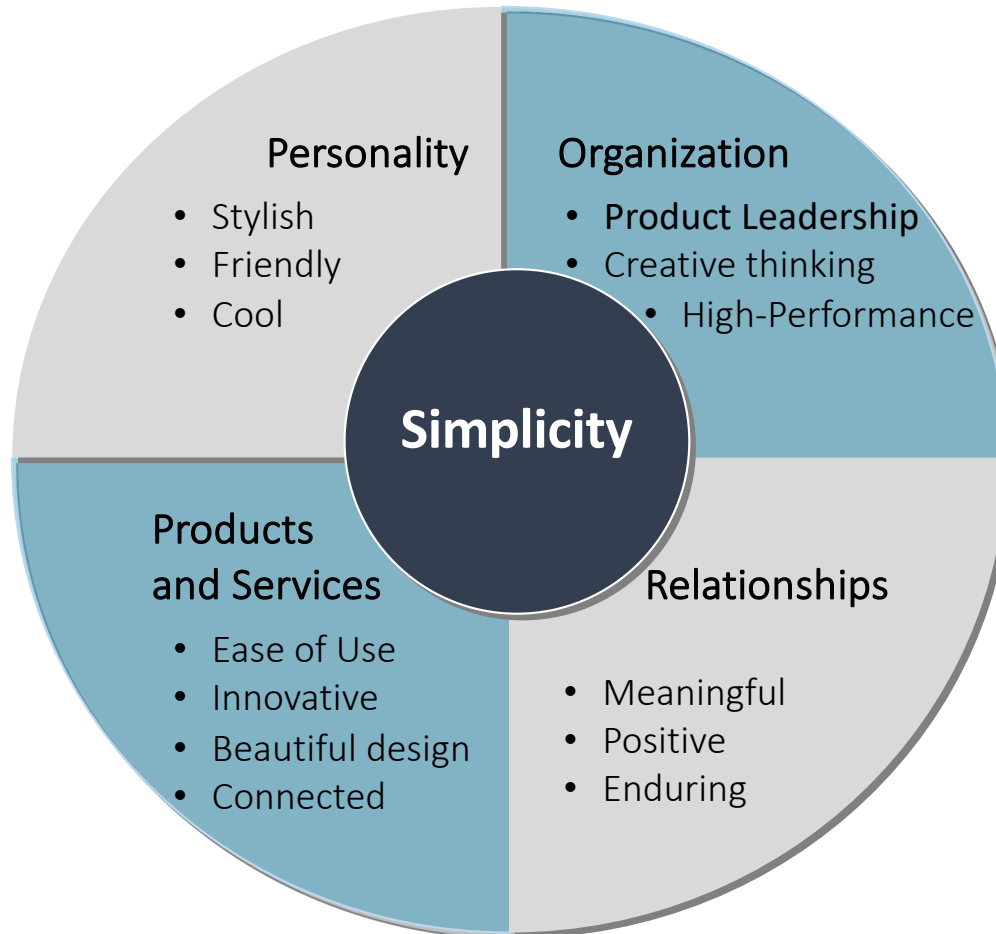 Personality
• Stylish
• Friendly
• Cool
Organization
• Product Leadership
• Creative thinking
• High-Performance
Simplicity
Products
and Services
• Ease of Use
• Innovative
• Beautiful design
• Connected
Relationships
• Meaningful
• Positive
• Enduring